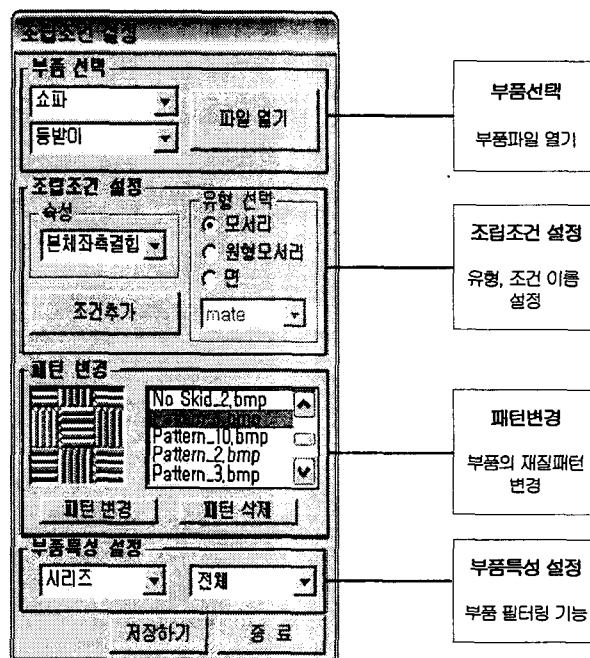 조립조건 설정
부품 선택
쇼파
등받이
파일 열기
부품선택
부품파일 열기
조립조건 설정
속성
본체좌측결합
조건추가
유형 선택
모서리
원형모서리
면
mate
조립조건 설정
유형, 조건 이름
설정
패턴 변경
No Skid_2.bmp
Pattern_10.bmp
Pattern_2.bmp
Pattern_3.bmp
패턴 변경
패턴 삭제
패턴변경
부품의 재질패턴
변경
부품특성 설정
시리즈
전체
부품특성 설정
부품 필터링 기능
저장하기
종 료